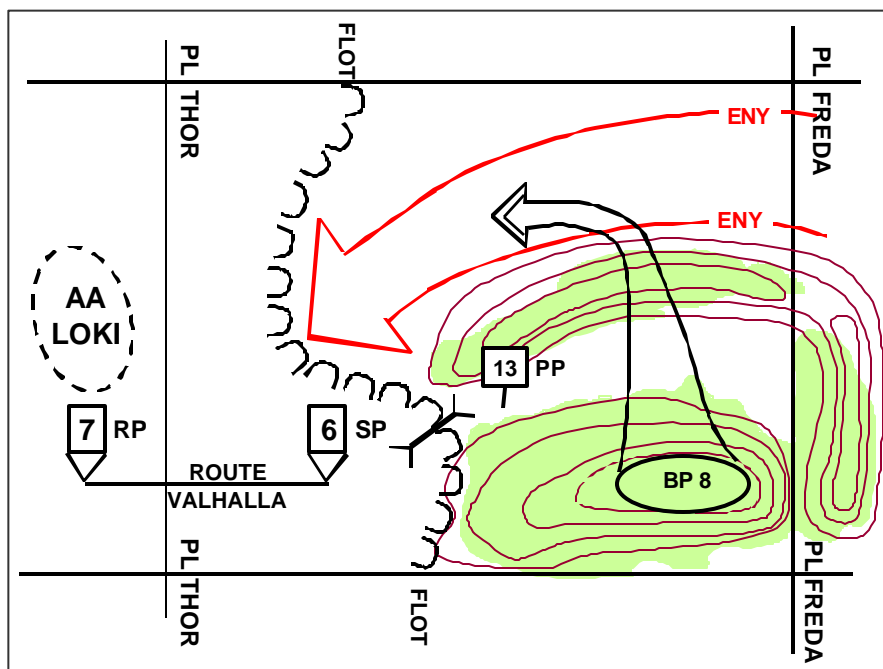 FLOT
PL THOR
PL FREDA
ENY
ENY
AA
LOKI
13 PP
7 RP
6 SP
ROUTE
VALHALLA
BP 8
PL THOR
FLOT
PL FREDA